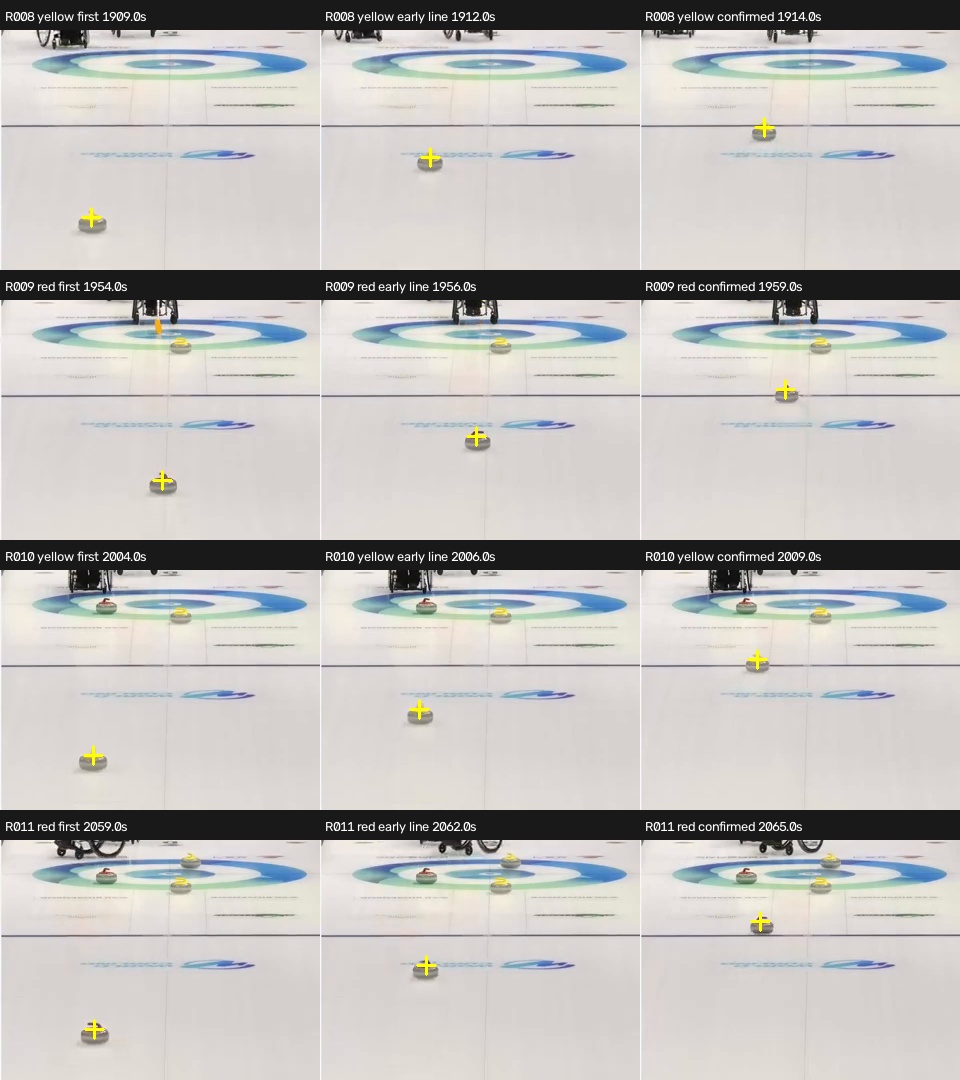 R008 yellow first 1909.0s
R008 yellow early line 1912.0s
R008 yellow confirmed 1914.0s
R009 red first 1954.0s
R009 red early line 1956.0s
R009 red confirmed 1959.0s
R010 yellow first 2004.0s
R010 yellow early line 2006.0s
R010 yellow confirmed 2009.0s
R011 red first 2059.0s
R011 red early line 2062.0s
R011 red confirmed 2065.0s